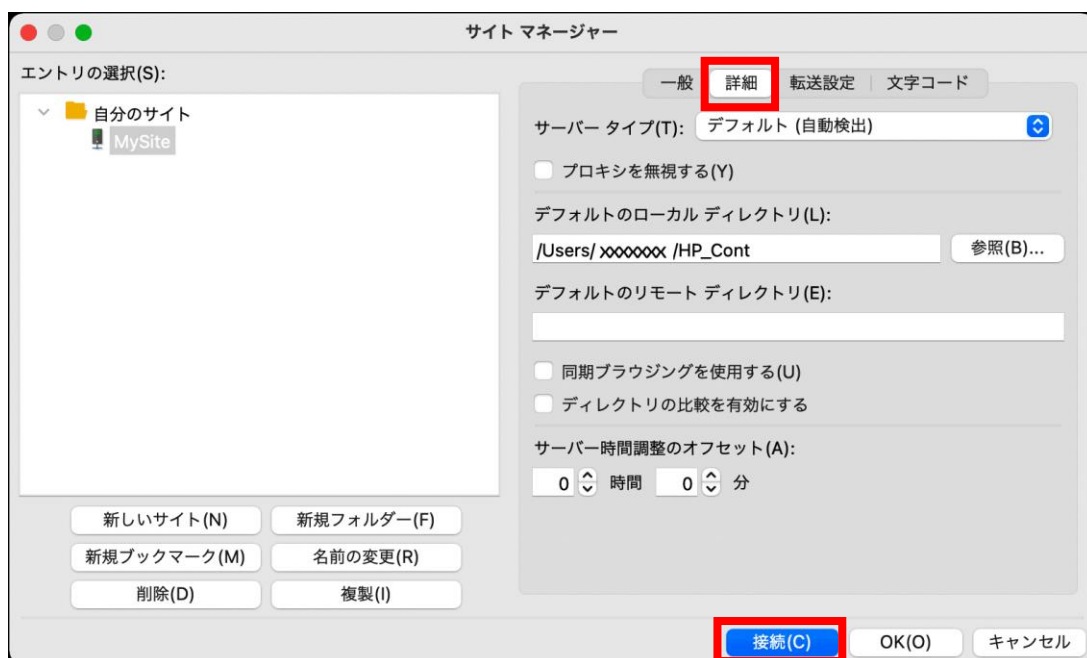 サイト マネージャー
エントリの選択(S):
自分のサイト
MySite
新しいサイト(N)
新規フォルダー(F)
新規ブックマーク(M)
名前の変更(R)
削除(D)
複製(I)
一般
詳細
転送設定
文字コード
サーバー タイプ(T):
デフォルト (自動検出)
プロキシを無視する(Y)
デフォルトのローカル ディレクトリ(L):
/Users/ xxxxxxx /HP_Cont
参照(B)...
デフォルトのリモート ディレクトリ(E):
同期ブラウジングを使用する(U)
ディレクトリの比較を有効にする
サーバー時間調整のオフセット(A):
0 時間 0 分
接続(C)
OK(O)
キャンセル